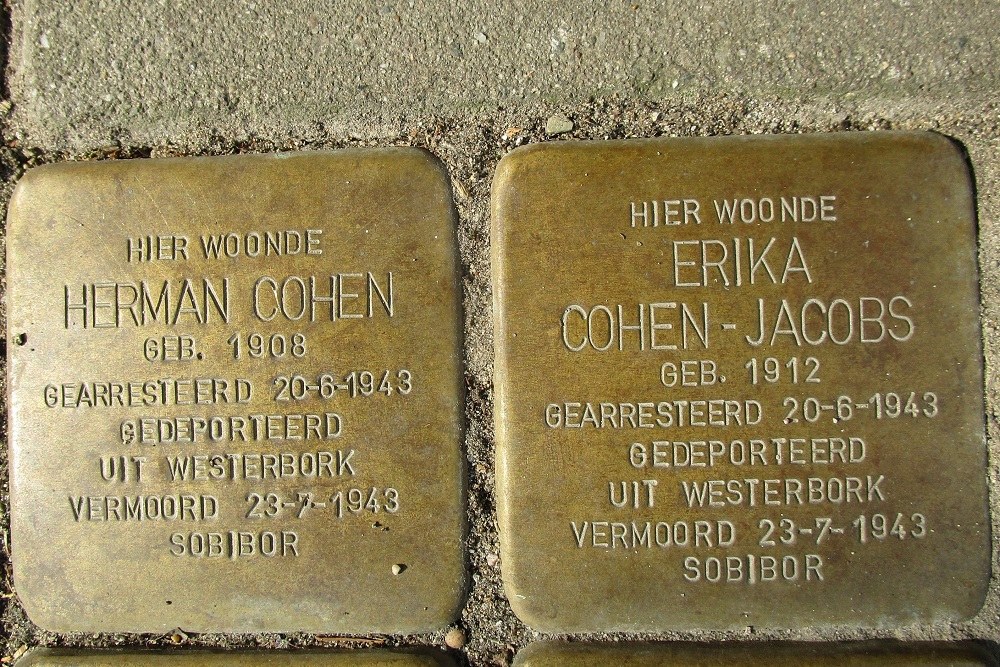 HIER WOONDE
HERMAN COHEN
GEB. 1908
GEARRESTEERD 20-6-1943
GEDEPORTEERD
UIT WESTERBORK
VERMOORD 23-7-1943
SOBIBOR
HIER WOONDE
ERIKA
COHEN-JACOBS
GEB. 1912
GEARRESTEERD 20-6-1943
GEDEPORTEERD
UIT WESTERBORK
VERMOORD 23-7-1943
SOBIBOR